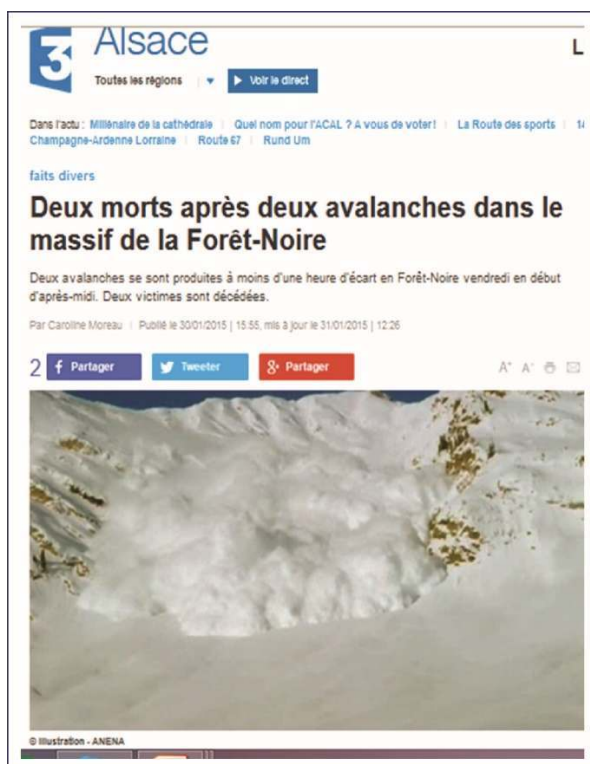 3 Alsace
L
Toutes les régions Voir le direct
Dans l'actu : Millénaire de la cathédrale Quel nom pour l'ACAL ? A vous de voter! La Route des sports 14
Champagne-Ardenne Lorraine Route 67 Rund Um
faits divers
Deux morts après deux avalanches dans le
massif de la Forêt-Noire
Deux avalanches se sont produites à moins d'une heure d'écart en Forêt-Noire vendredi en début
d'après-midi. Deux victimes sont décédées.
Par Caroline Moreau Publié le 30/01/2015 | 15:55, mis à jour le 31/01/2015 | 12:26
2 f Partager Tweeter 8+ Partager A+ A-
© Illustration - ANENA